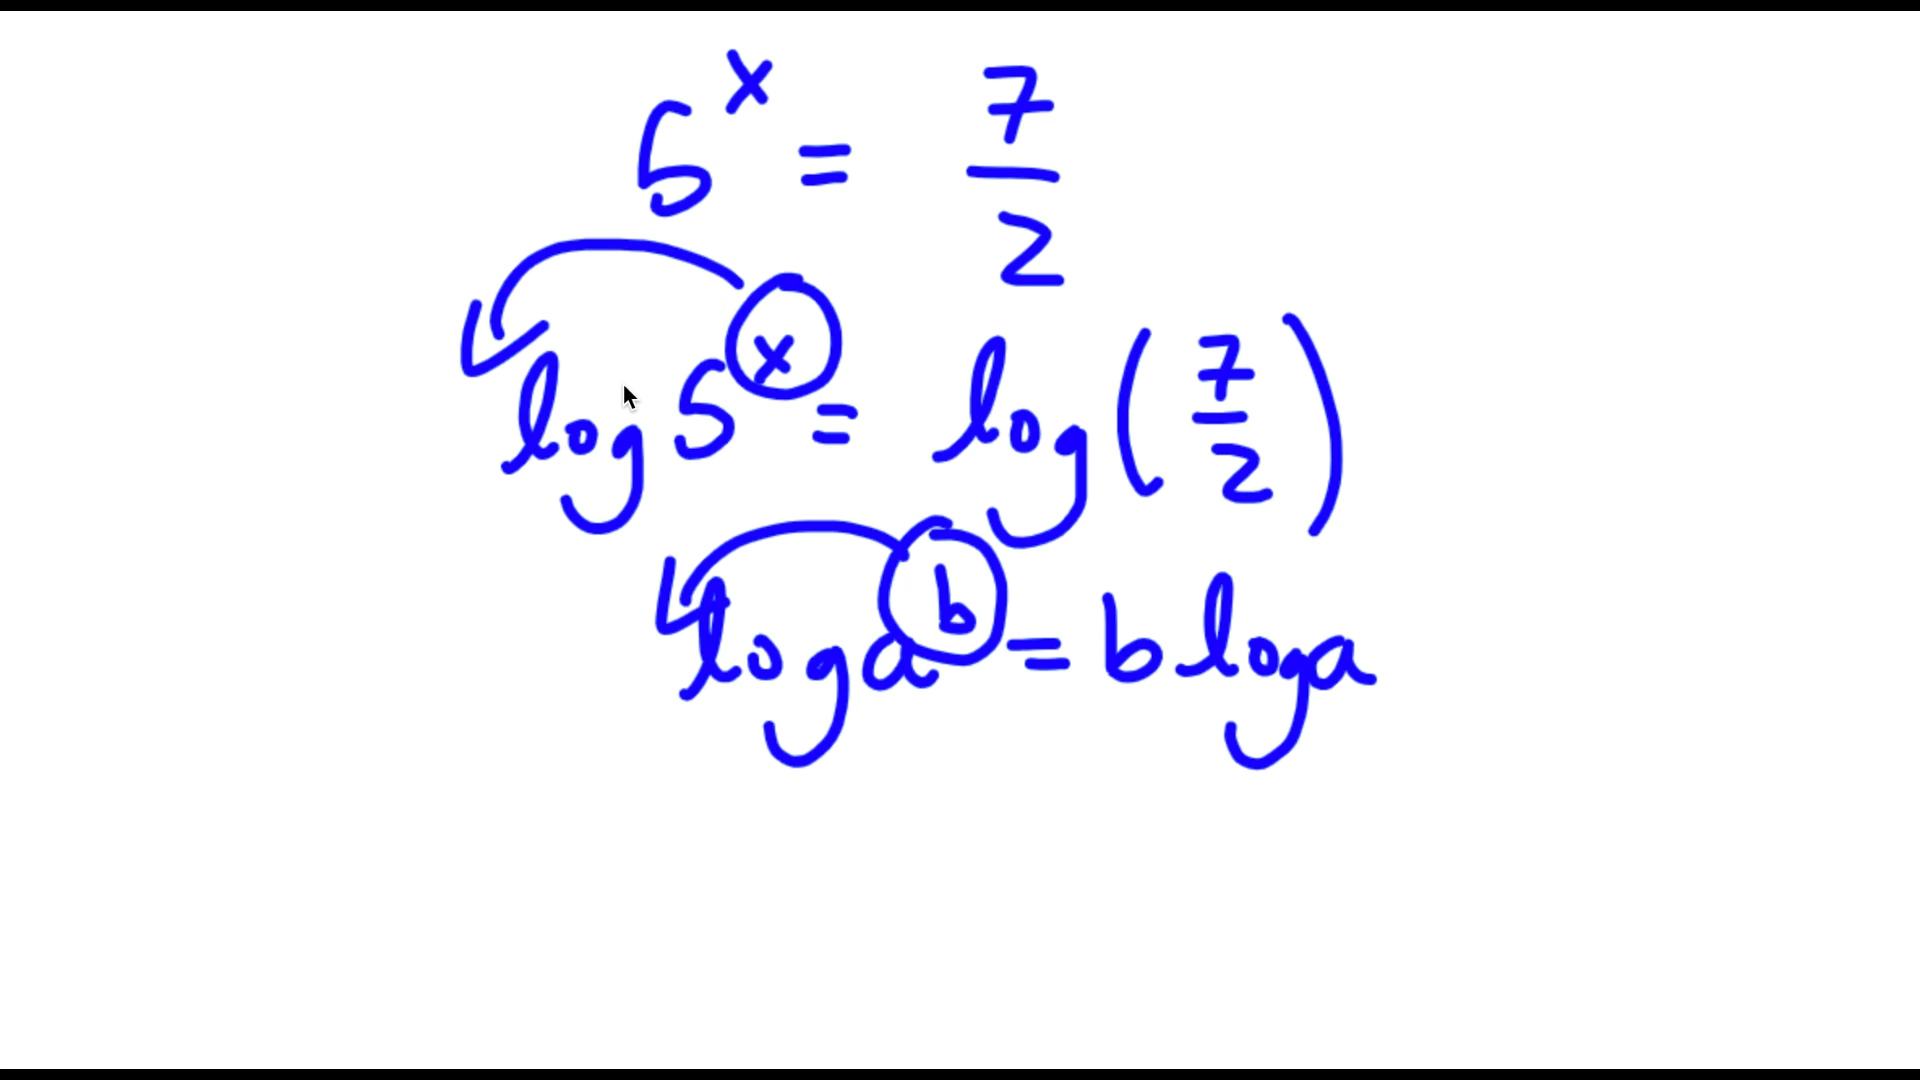 5^x = 7/2
log 5^x = log(7/2)
log a^b = b log a